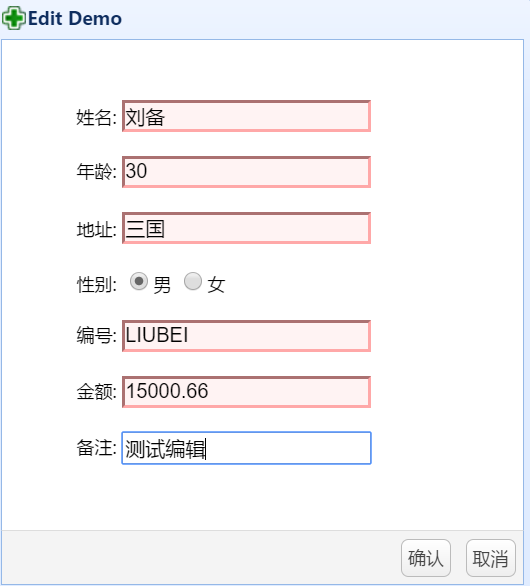 Edit Demo
姓名: 刘备
年龄: 30
地址: 三国
性别: 男 女
编号: LIUBEI
金额: 15000.66
备注: 测试编辑
确认 取消